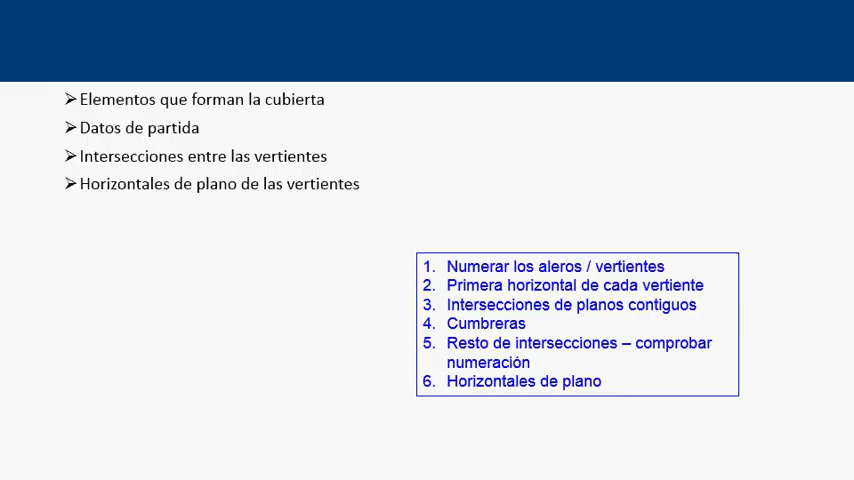 ➢Elementos que forman la cubierta
➢Datos de partida
➢Intersecciones entre las vertientes
➢Horizontales de plano de las vertientes
1. Numerar los aleros / vertientes
2. Primera horizontal de cada vertiente
3. Intersecciones de planos contiguos
4. Cumbreras
5. Resto de intersecciones – comprobar
numeración
6. Horizontales de plano